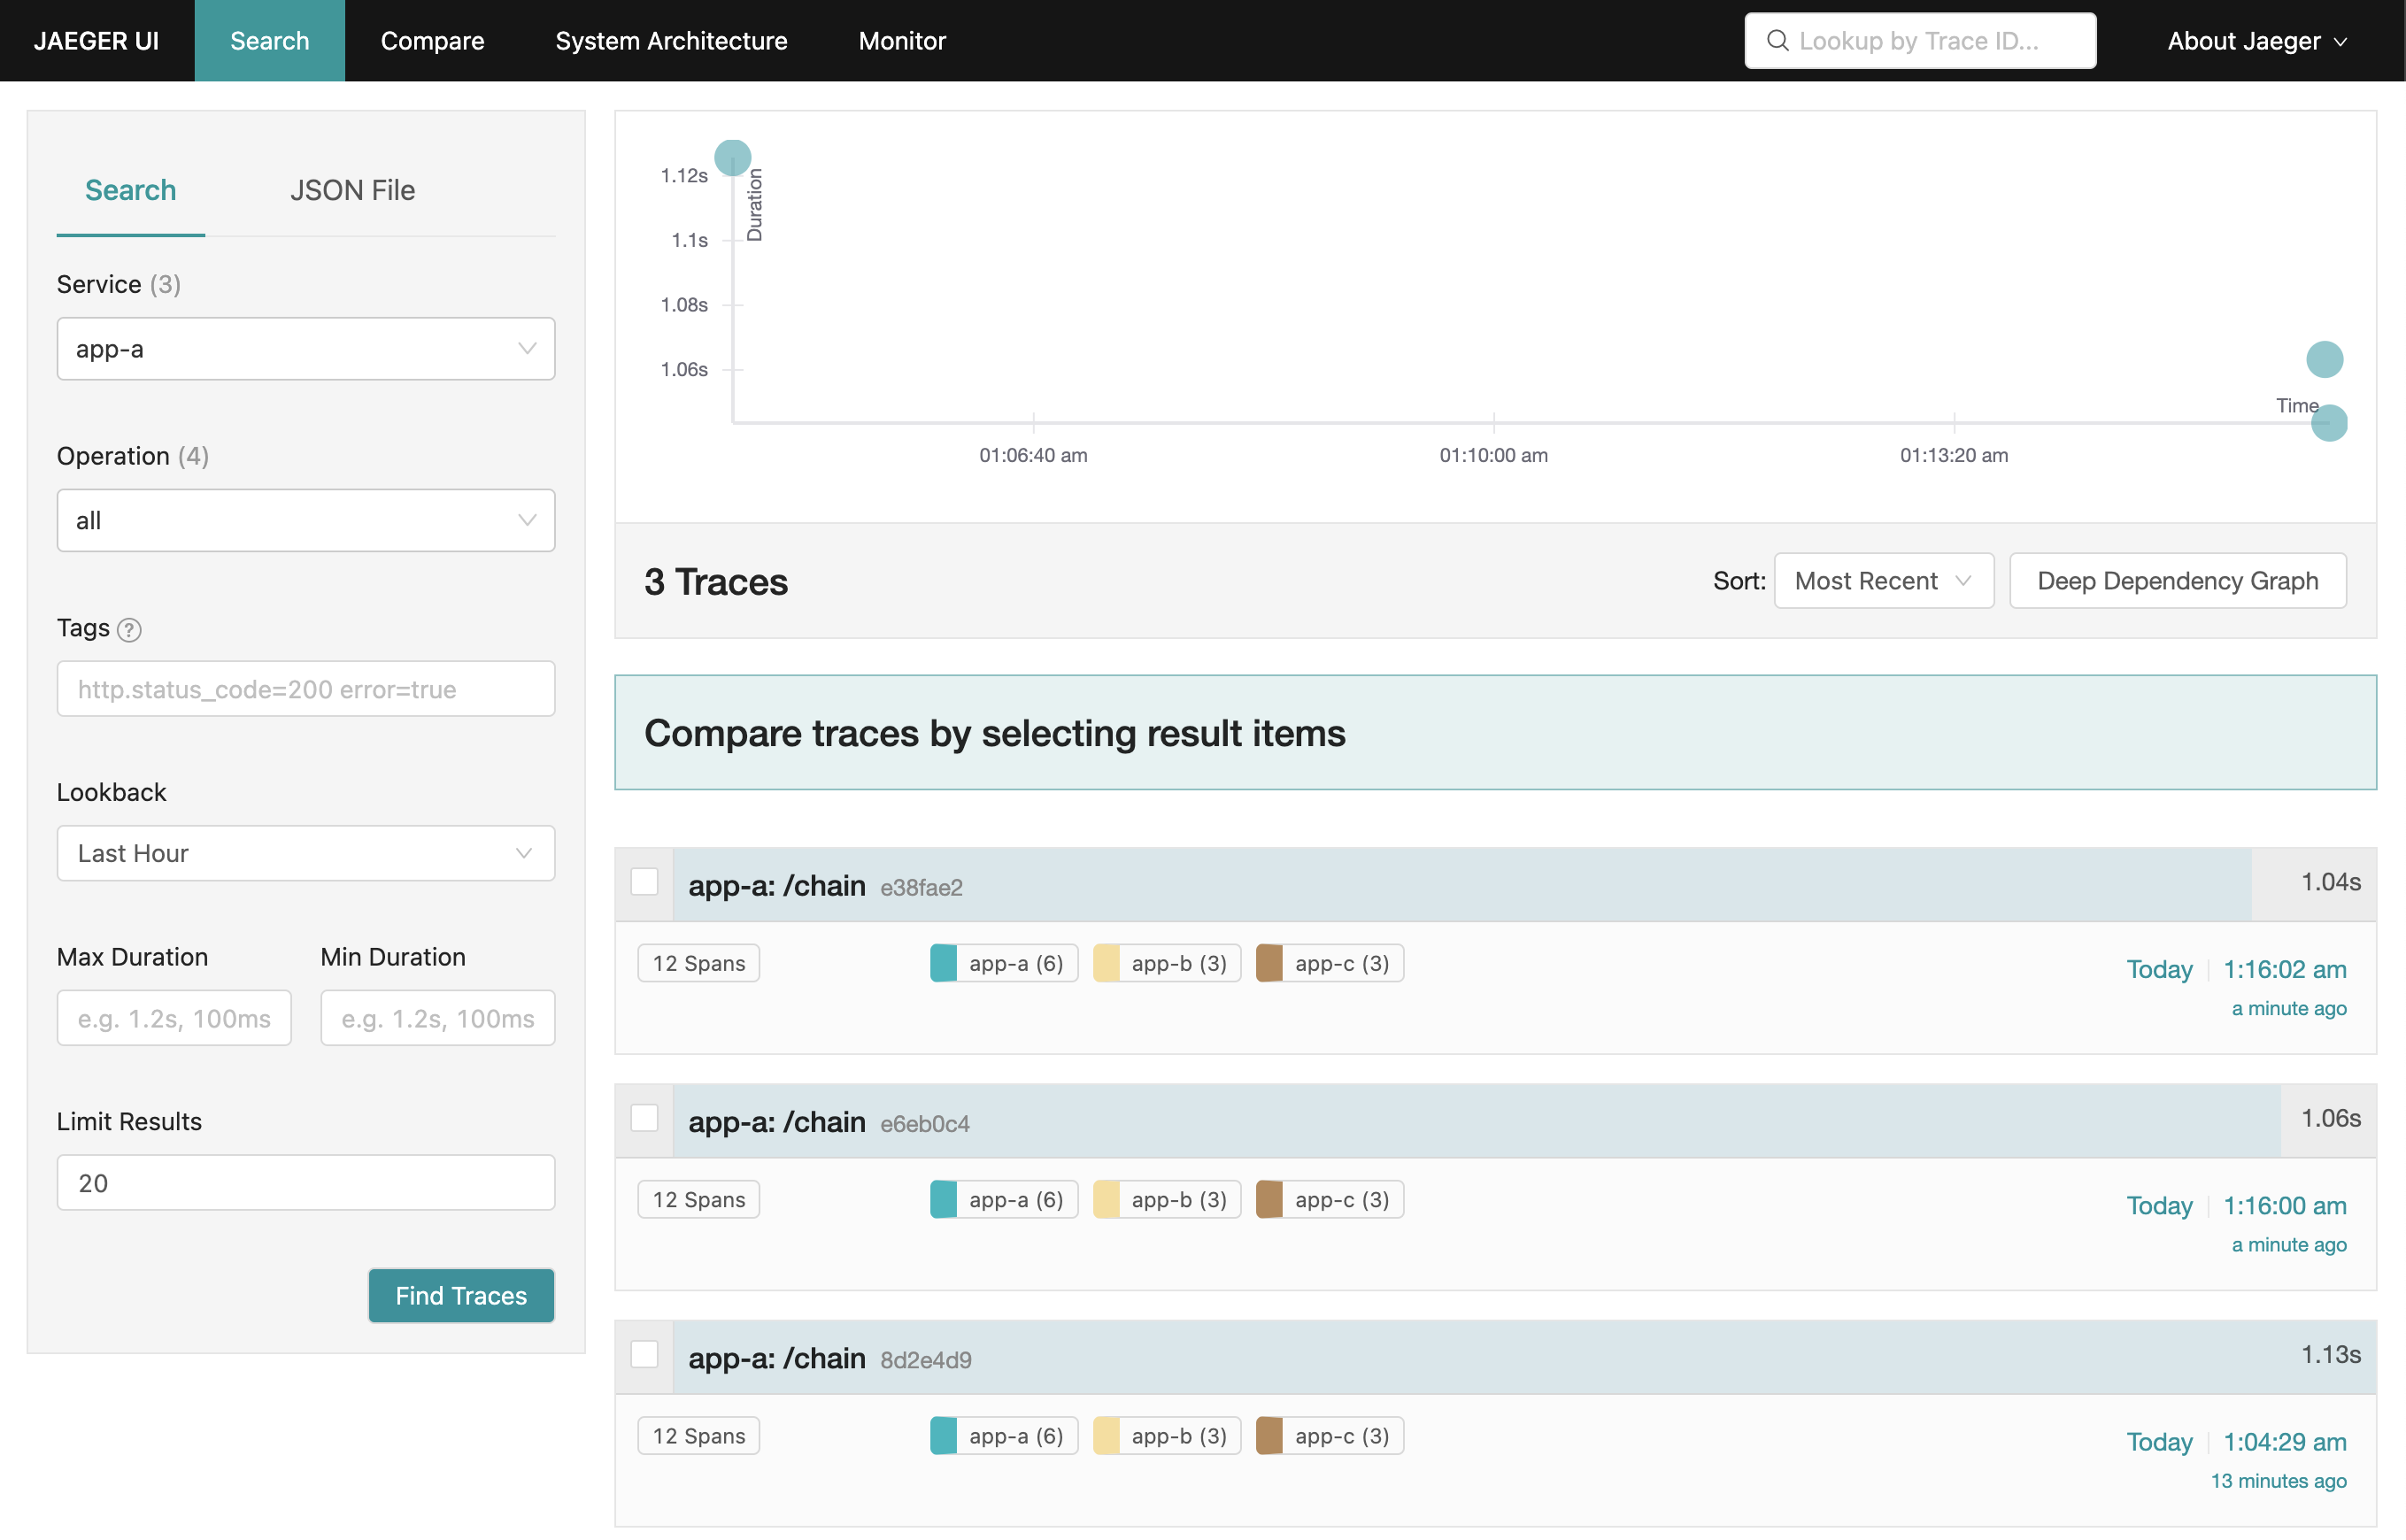 JAEGER UI Search Compare System Architecture Monitor Lookup by Trace ID... About Jaeger
Search JSON File
Service (3)
app-a
Operation (4)
all
Tags ?
http.status_code=200 error=true
Lookback
Last Hour
Max Duration Min Duration
e.g. 1.2s, 100ms e.g. 1.2s, 100ms
Limit Results
20
Find Traces
1.12s
Duration
1.1s
1.08s
1.06s
Time
01:06:40 am 01:10:00 am 01:13:20 am
3 Traces Sort: Most Recent Deep Dependency Graph
Compare traces by selecting result items
app-a: /chain e38fae2 1.04s
12 Spans app-a (6) app-b (3) app-c (3) Today 1:16:02 am
a minute ago
app-a: /chain e6eb0c4 1.06s
12 Spans app-a (6) app-b (3) app-c (3) Today 1:16:00 am
a minute ago
app-a: /chain 8d2e4d9 1.13s
12 Spans app-a (6) app-b (3) app-c (3) Today 1:04:29 am
13 minutes ago